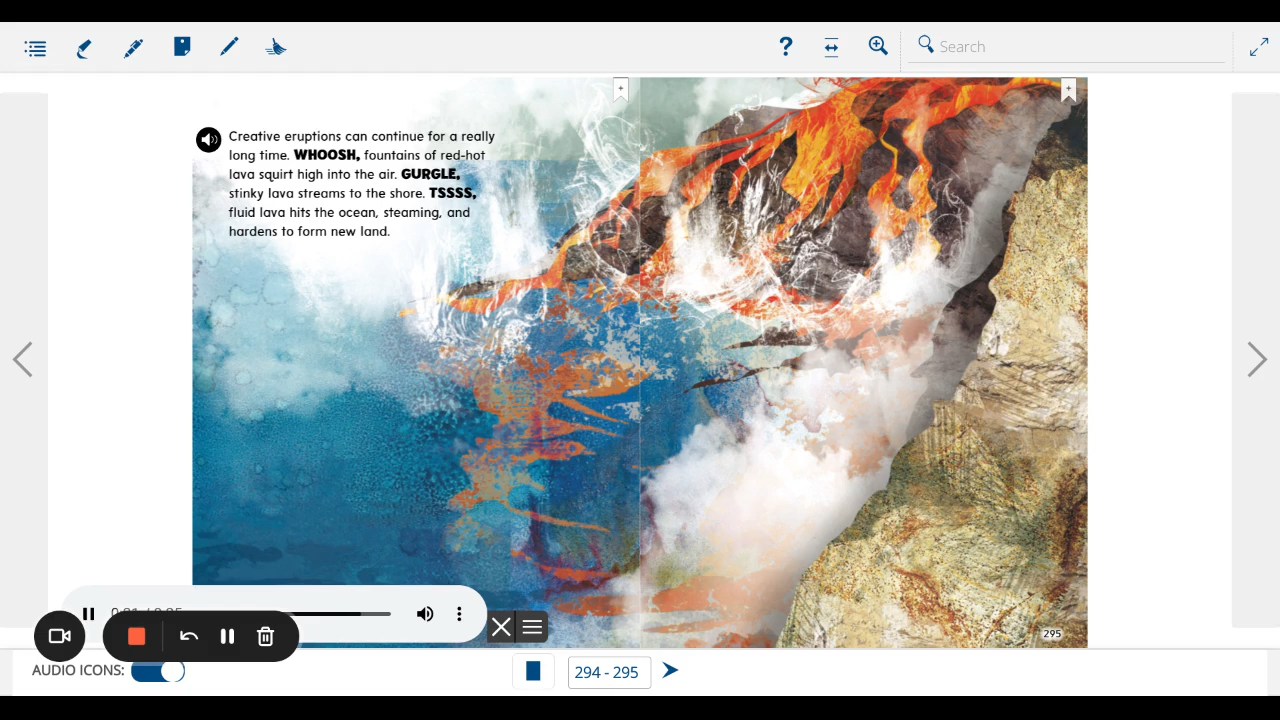 Search
Creative eruptions can continue for a really
long time. WHOOSH, fountains of red-hot
lava squirt high into the air. GURGLE,
stinky lava streams to the shore. TSSSS,
fluid lava hits the ocean, steaming, and
hardens to form new land.
295
AUDIO ICONS:
294 - 295